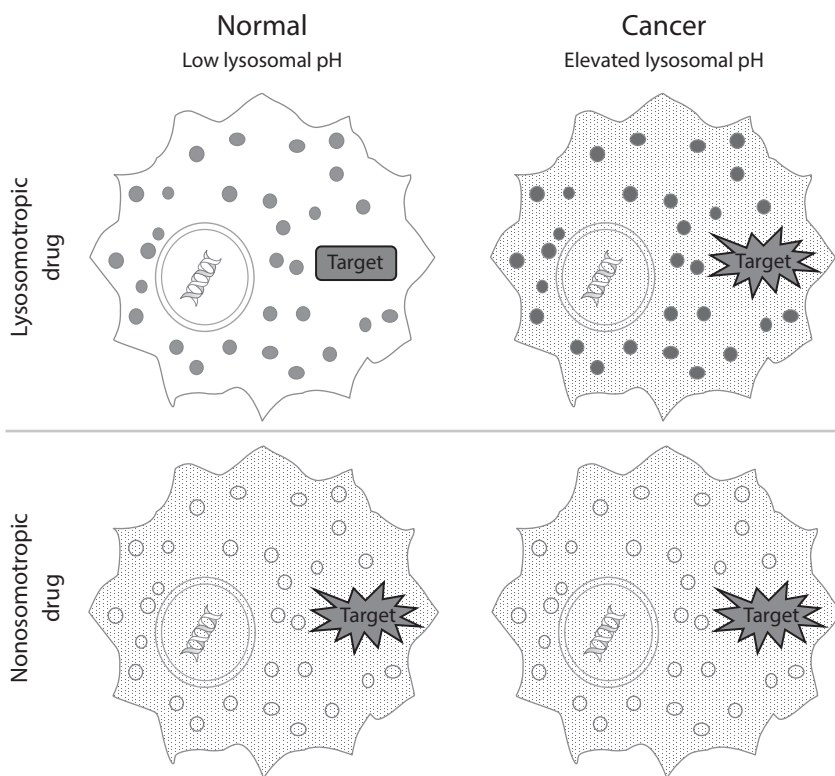 Normal
Low lysosomal pH
Cancer
Elevated lysosomal pH
Lysosomotropic
drug
Target
Target
Nonosomotropic
drug
Target
Target